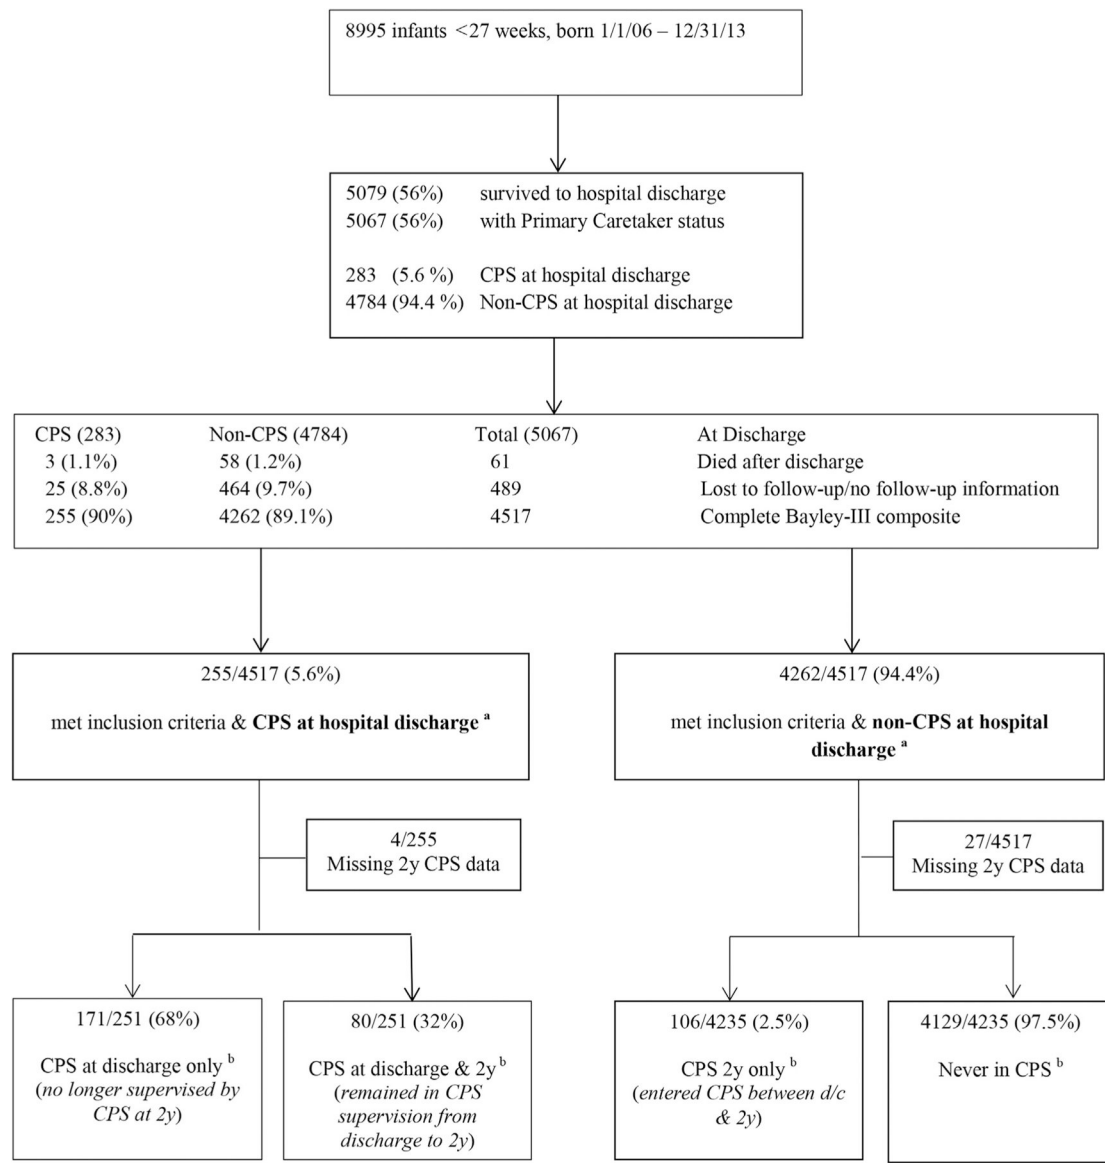 8995 infants <27 weeks, born 1/1/06 – 12/31/13
5079 (56%) survived to hospital discharge
5067 (56%) with Primary Caretaker status
283 (5.6 %) CPS at hospital discharge
4784 (94.4 %) Non-CPS at hospital discharge
CPS (283) Non-CPS (4784) Total (5067) At Discharge
3 (1.1%) 58 (1.2%) 61 Died after discharge
25 (8.8%) 464 (9.7%) 489 Lost to follow-up/no follow-up information
255 (90%) 4262 (89.1%) 4517 Complete Bayley-III composite
255/4517 (5.6%)
met inclusion criteria & CPS at hospital discharge a
4262/4517 (94.4%)
met inclusion criteria & non-CPS at hospital
discharge a
4/255
Missing 2y CPS data
27/4517
Missing 2y CPS data
171/251 (68%)
CPS at discharge only b
(no longer supervised by
CPS at 2y)
80/251 (32%)
CPS at discharge & 2y b
(remained in CPS
supervision from
discharge to 2y)
106/4235 (2.5%)
CPS 2y only b
(entered CPS between d/c
& 2y)
4129/4235 (97.5%)
Never in CPS b